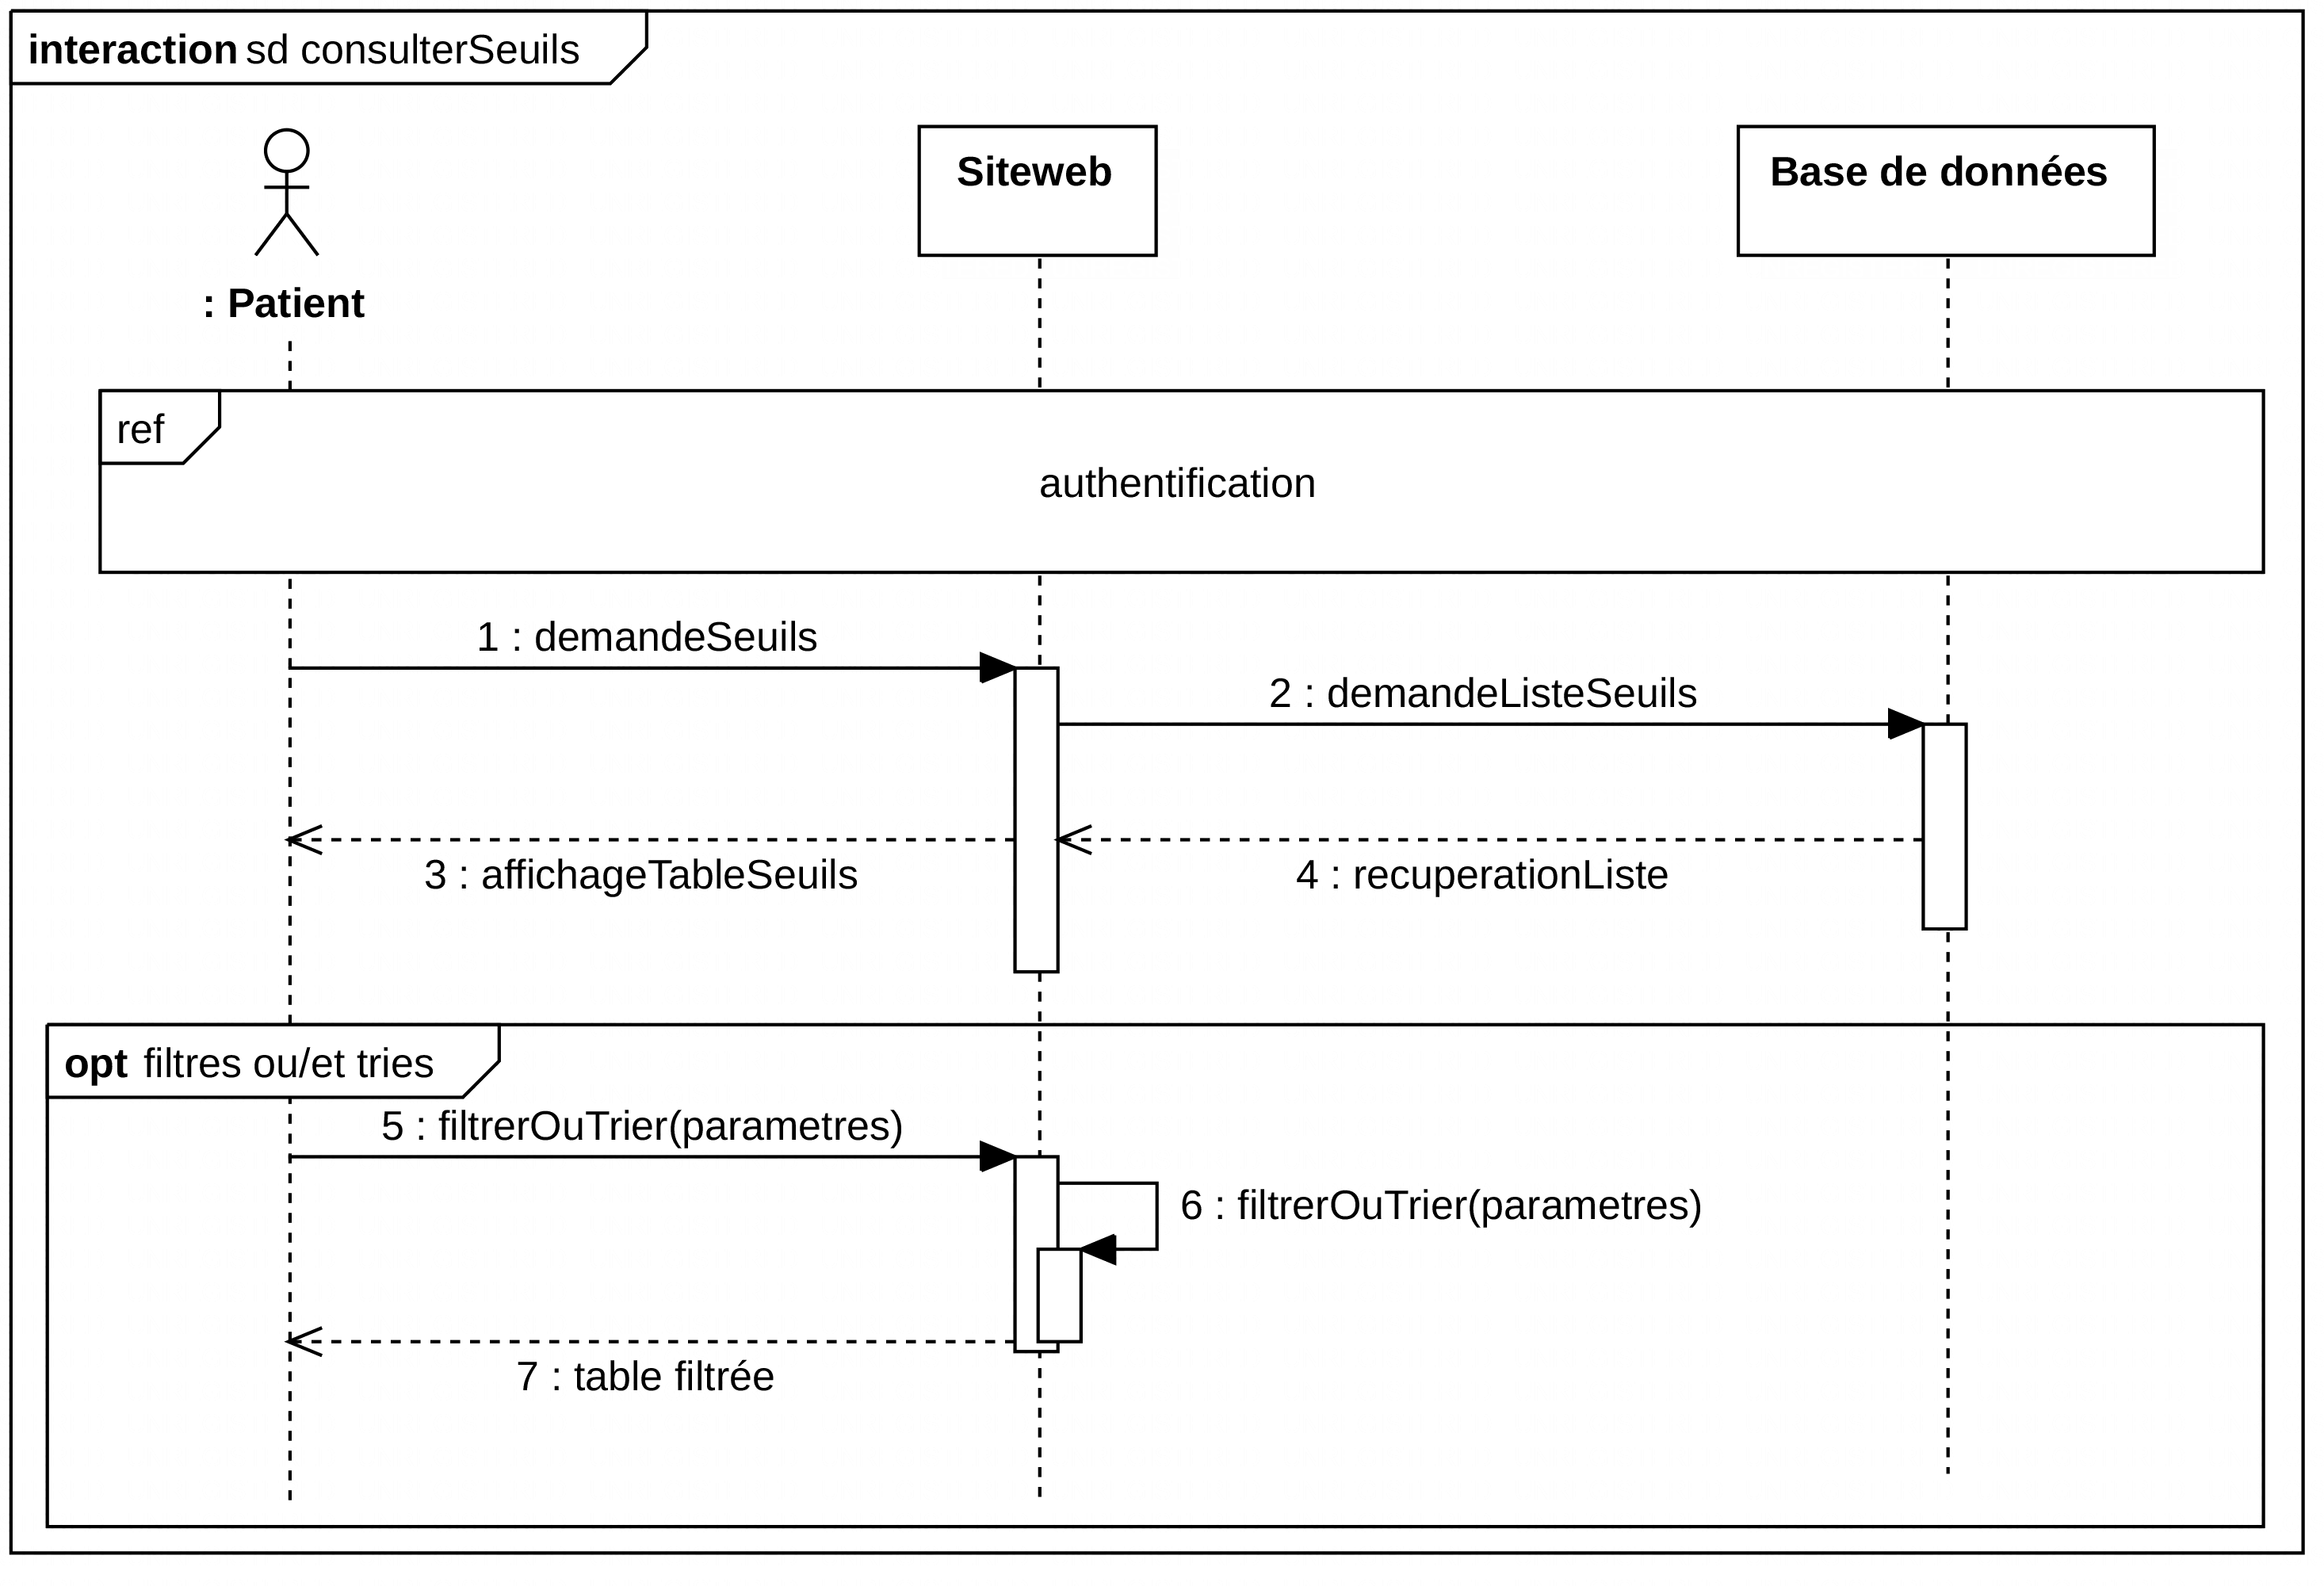 interaction sd consulterSeuils
Siteweb
Base de données
: Patient
ref
authentification
1 : demandeSeuils
2 : demandeListeSeuils
3 : affichageTableSeuils
4 : recuperationListe
opt filtres ou/et tries
5 : filtrerOuTrier(parametres)
6 : filtrerOuTrier(parametres)
7 : table filtrée